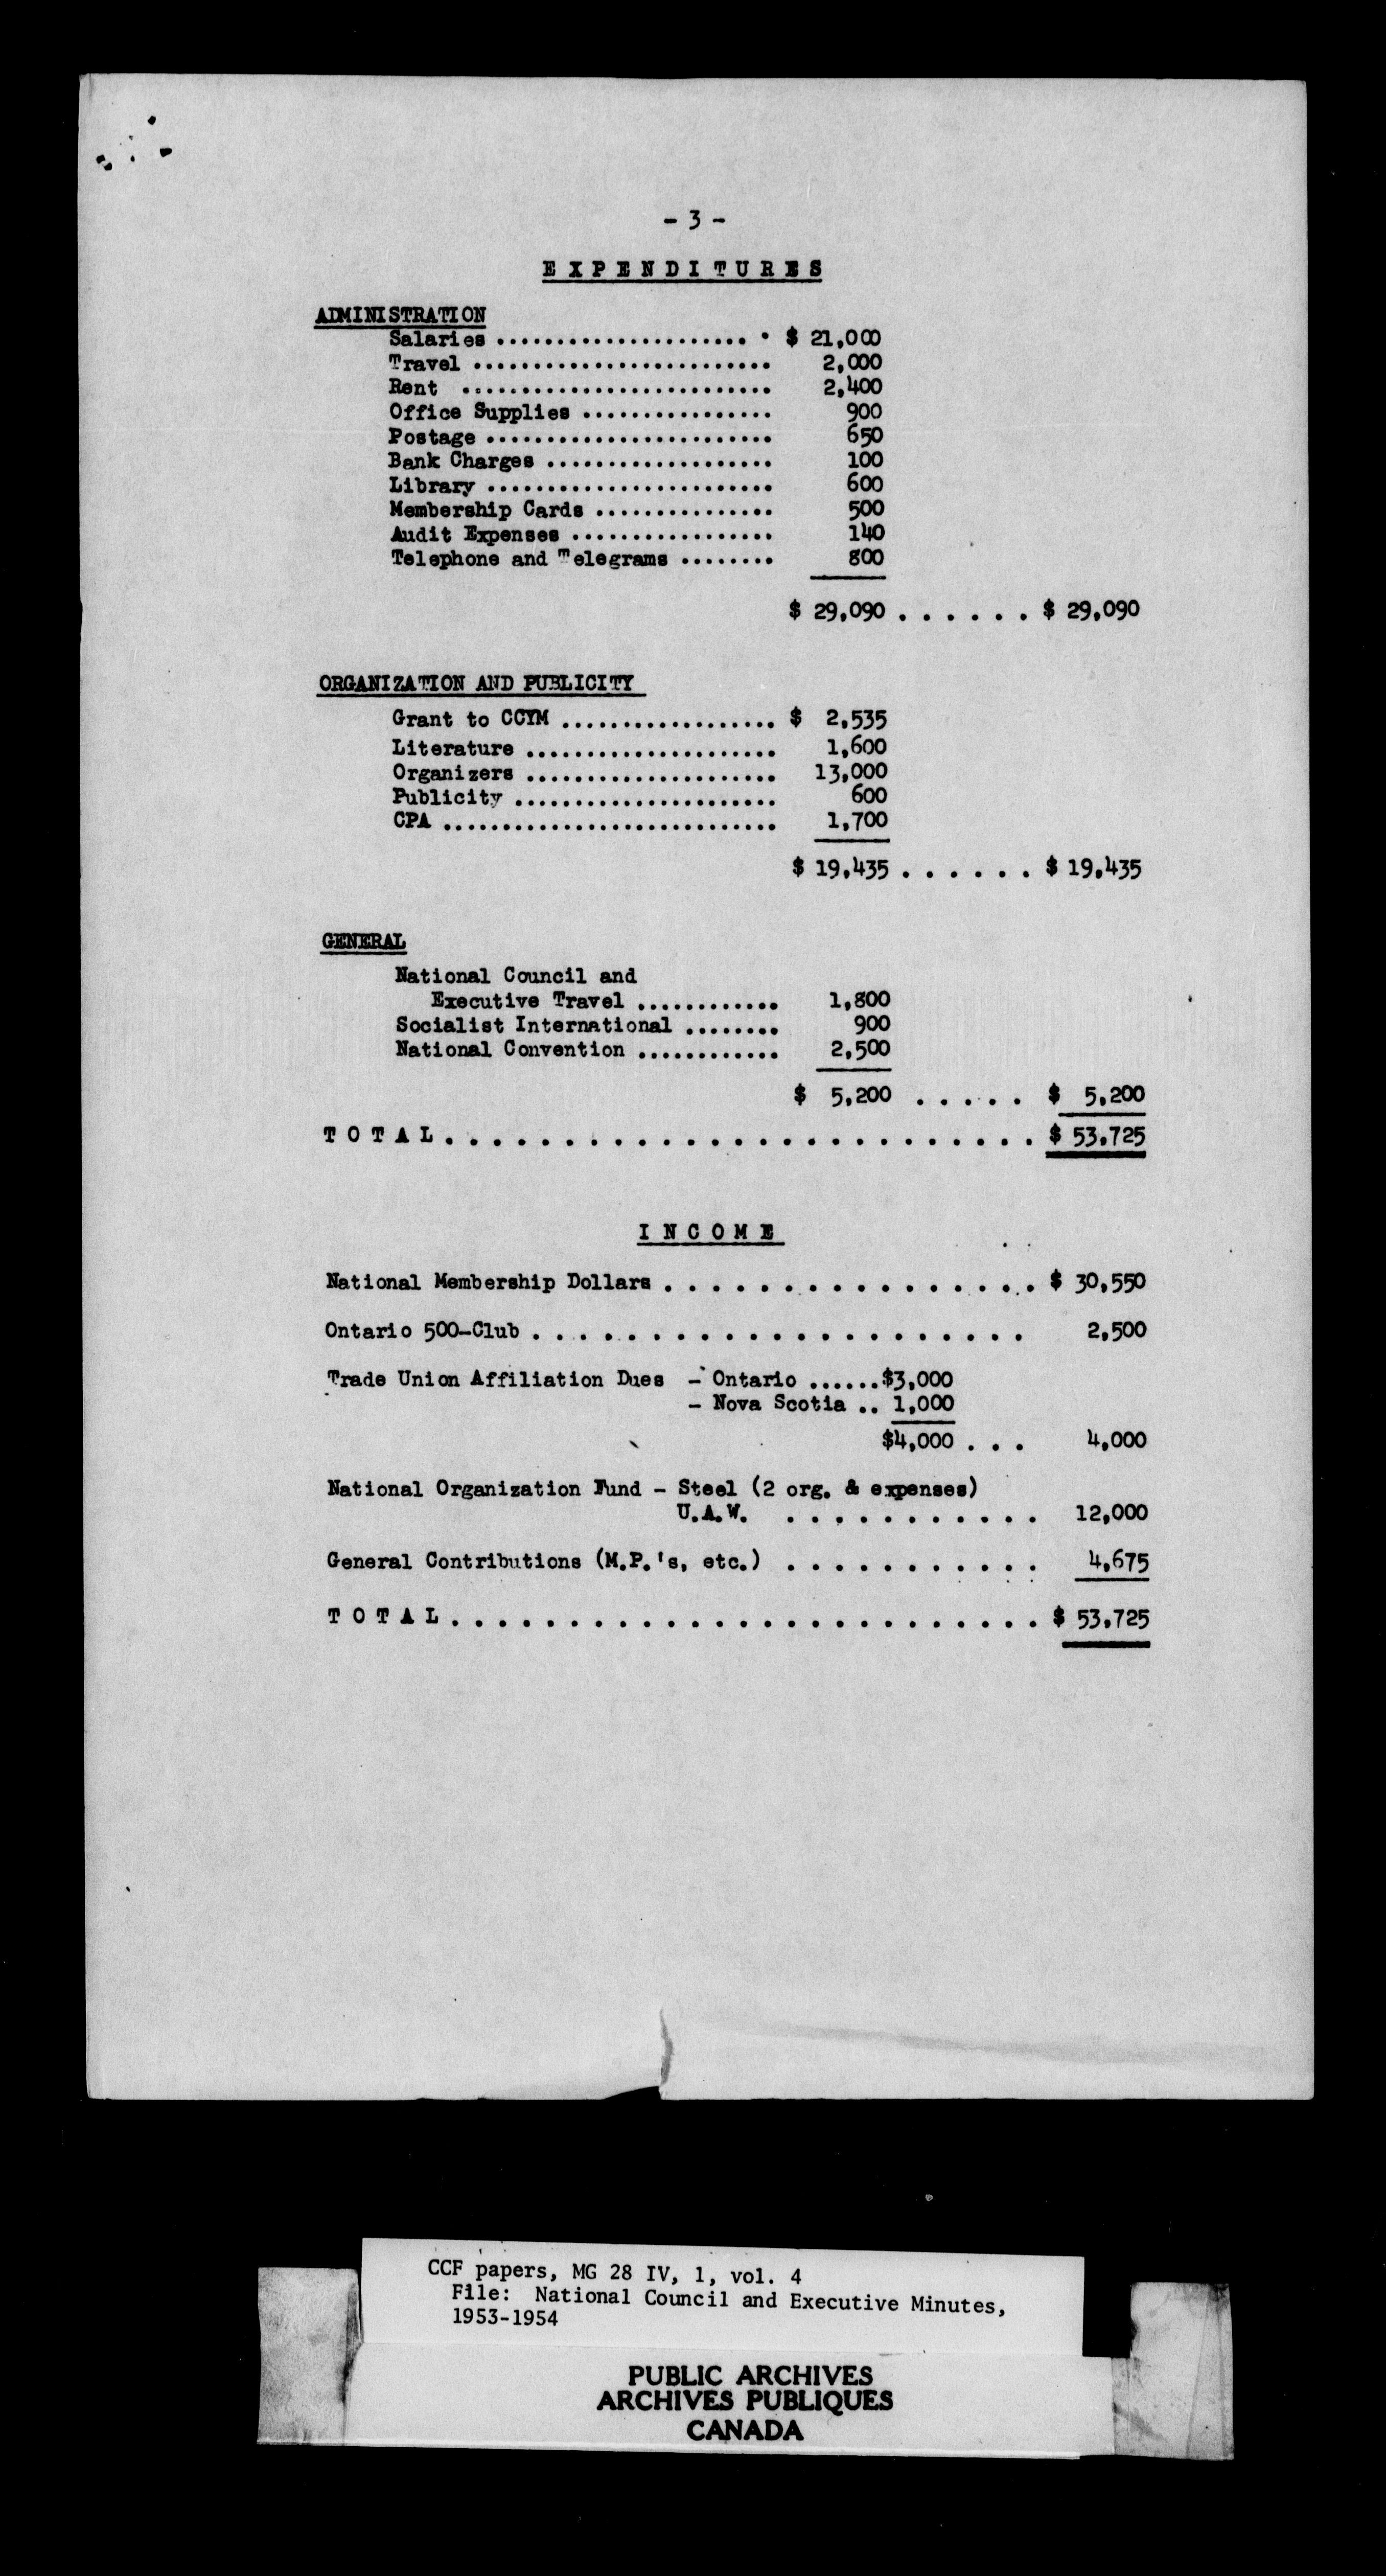 - 3 -
EXPENDITURES
ADMINISTRATION
Salaries ..................... . $ 21,000
Travel ......................... 2,000
Rent .......................... 2,400
Office Supplies ................ 900
Postage ........................ 650
Bank Charges ................... 100
Library ........................ 600
Membership Cards ............... 500
Audit Expenses ................. 140
Telephone and Telegrams ........ 800
$ 29,090 . . . . . . $ 29,090
ORGANIZATION AND PUBLICITY
Grant to CCYM .................. $ 2,535
Literature ..................... 1,600
Organizers ..................... 13,000
Publicity ...................... 600
CPA ............................ 1,700
$ 19,435 . . . . . . $ 19,435
GENERAL
National Council and
Executive Travel ............ 1,800
Socialist International ........ 900
National Convention ............ 2,500
$ 5,200 . . . . . $ 5,200
TOTAL . . . . . . . . . . . . . . . . . . . . . . . . . $ 53,725
INCOME
National Membership Dollars . . . . . . . . . . . . . . . . $ 30,550
Ontario 500-Club . . . . . . . . . . . . . . . . . . . . . 2,500
Trade Union Affiliation Dues - Ontario ......$3,000
- Nova Scotia .. 1,000
$4,000 . . . 4,000
National Organization Fund - Steel (2 org. & expenses)
U.A.W. . . . . . . . . . . . 12,000
General Contributions (M.P.'s, etc.) . . . . . . . . . . . 4,675
TOTAL . . . . . . . . . . . . . . . . . . . . . . . . . $ 53,725
CCF papers, MG 28 IV, 1, vol. 4
File: National Council and Executive Minutes,
1953-1954
PUBLIC ARCHIVES
ARCHIVES PUBLIQUES
CANADA